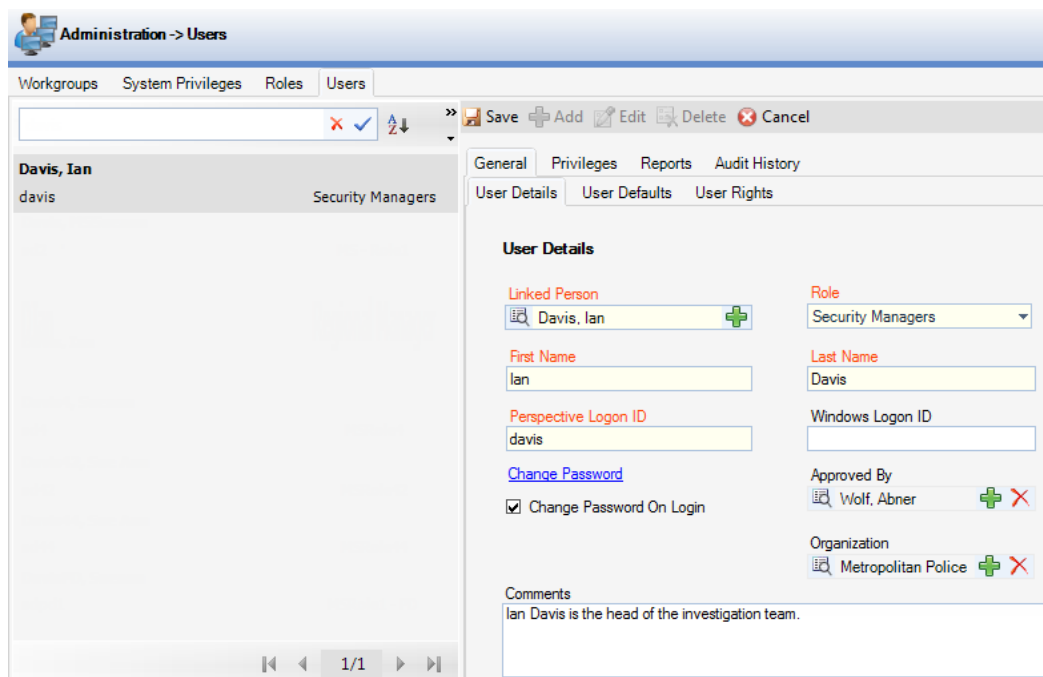 Administration -> Users
Workgroups System Privileges Roles Users
Save Add Edit Delete Cancel
Davis, Ian
davis Security Managers
General Privileges Reports Audit History
User Details User Defaults User Rights
User Details
Linked Person Role
Davis, Ian Security Managers
First Name Last Name
Ian Davis
Perspective Logon ID Windows Logon ID
davis
Change Password Approved By
Change Password On Login Wolf, Abner
Organization
Metropolitan Police
Comments
Ian Davis is the head of the investigation team.
1/1